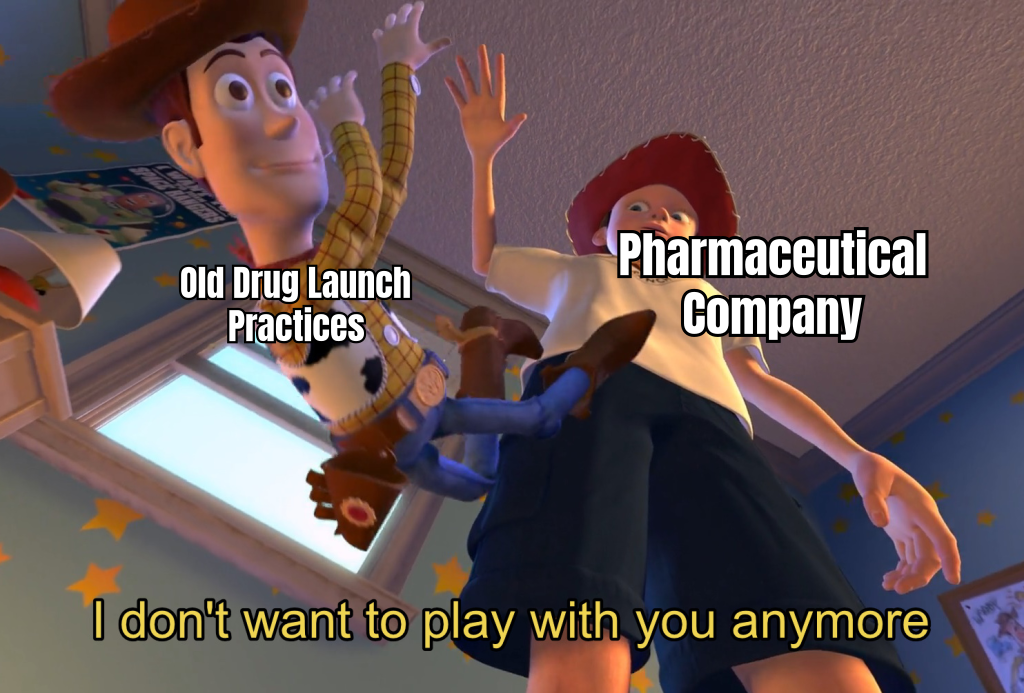 Old Drug Launch
Practices
Pharmaceutical
Company
I don't want to play with you anymore